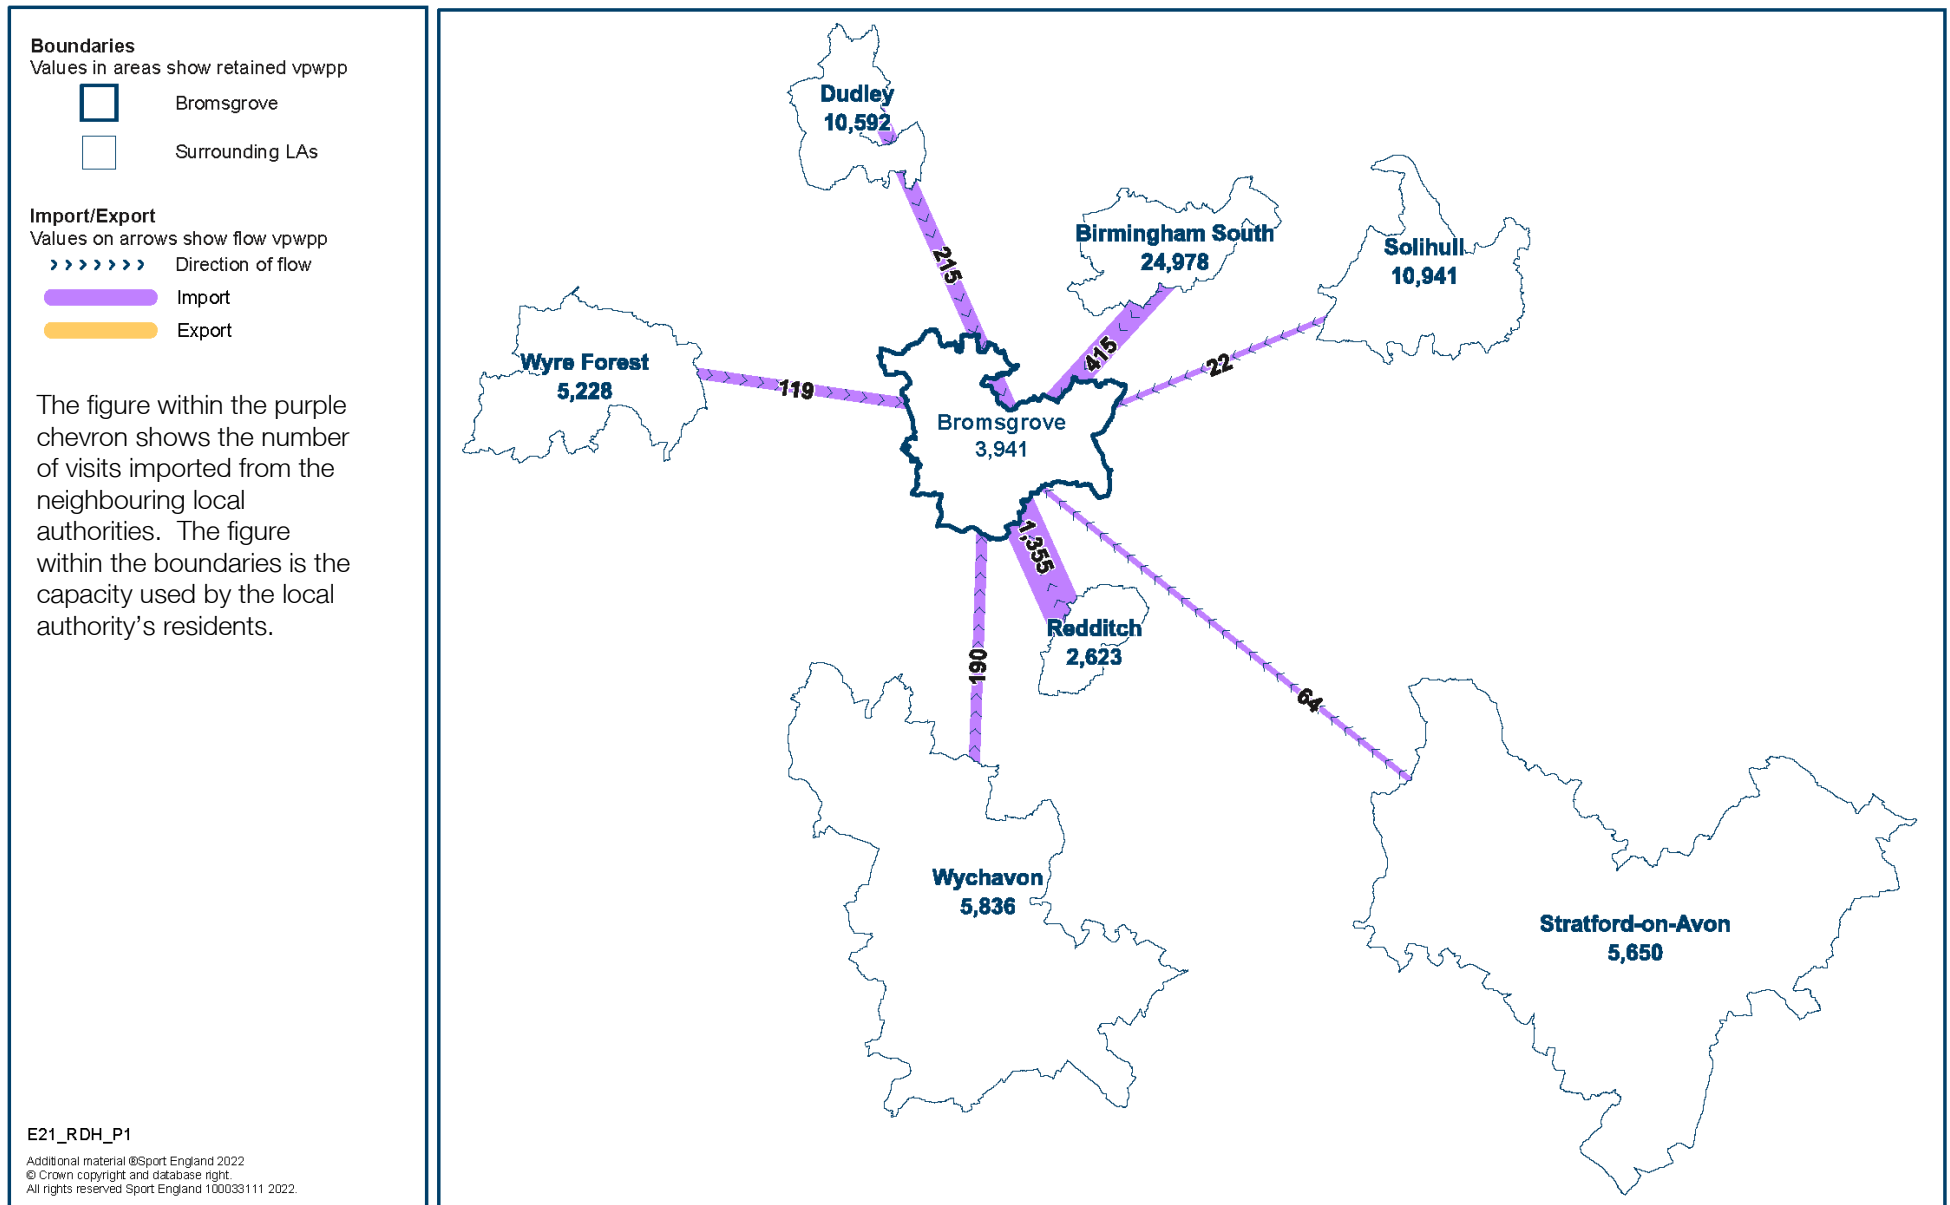 Boundaries
Values in areas show retained vpwpp
Bromsgrove
Surrounding LAs
Import/Export
Values on arrows show flow vpwpp
Direction of flow
Import
Export
The figure within the purple
chevron shows the number
of visits imported from the
neighbouring local
authorities.  The figure
within the boundaries is the
capacity used by the local
authority's residents.
E21_RDH_P1
Additional material ®Sport England 2022
© Crown copyright and database right.
All rights reserved Sport England 100033111 2022.
Dudley
10,592
Birmingham South
24,978
Solihull
10,941
215
415
22
Wyre Forest
5,228
119
Bromsgrove
3,941
1,355
Redditch
2,623
190
64
Wychavon
5,836
Stratford-on-Avon
5,650